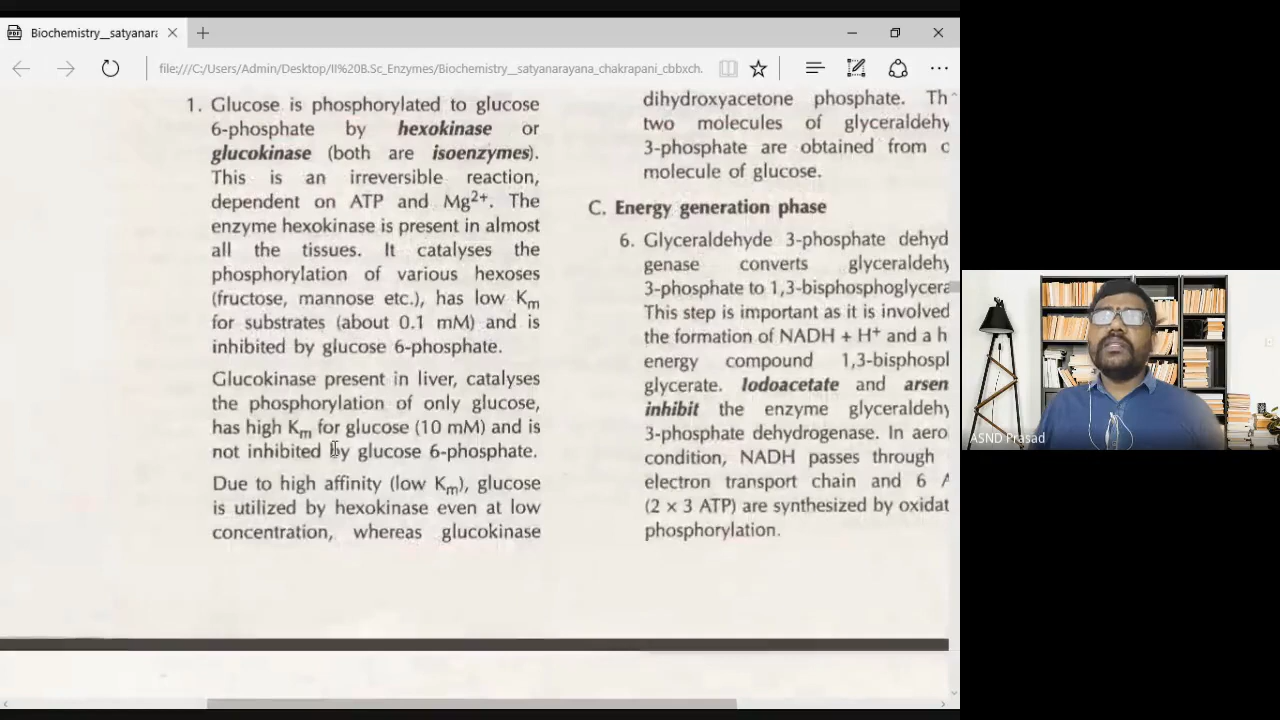 Biochemistry__satyanara
file:///C:/Users/Admin/Desktop/II%20B.Sc_Enzymes/Biochemistry__satyanarayana_chakrapani_cbbxch.
1. Glucose is phosphorylated to glucose
6-phosphate by hexokinase or
glucokinase (both are isoenzymes).
This is an irreversible reaction,
dependent on ATP and Mg2+. The
enzyme hexokinase is present in almost
all the tissues. It catalyses the
phosphorylation of various hexoses
(fructose, mannose etc.), has low Km
for substrates (about 0.1 mM) and is
inhibited by glucose 6-phosphate.
Glucokinase present in liver, catalyses
the phosphorylation of only glucose,
has high Km for glucose (10 mM) and is
not inhibited by glucose 6-phosphate.
Due to high affinity (low Km), glucose
is utilized by hexokinase even at low
concentration, whereas glucokinase
dihydroxyacetone phosphate. Th
two molecules of glyceraldehy
3-phosphate are obtained from o
molecule of glucose.
C. Energy generation phase
6. Glyceraldehyde 3-phosphate dehyd
genase converts glyceraldehy
3-phosphate to 1,3-bisphosphoglycera
This step is important as it is involved
the formation of NADH + H+ and a h
energy compound 1,3-bisphospl
glycerate. Iodoacetate and arsen
inhibit the enzyme glyceraldehy
3-phosphate dehydrogenase. In aero
condition, NADH passes through
electron transport chain and 6 A
(2 × 3 ATP) are synthesized by oxidat
phosphorylation.
ASND Prasad